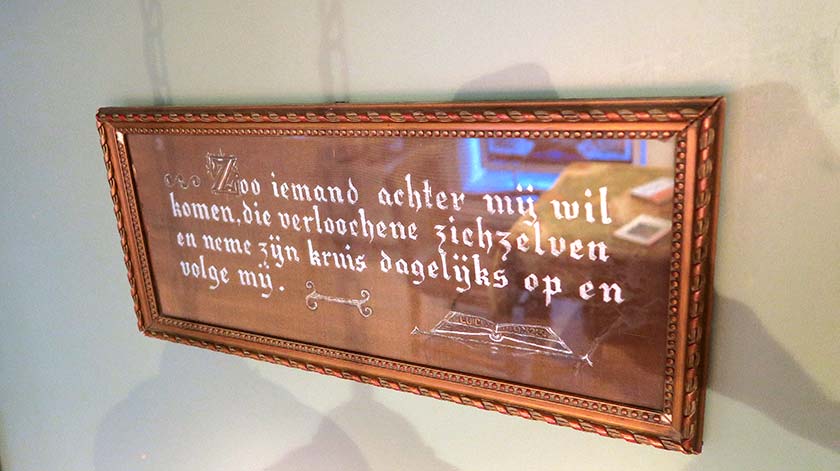 Zoo iemand achter mij wil
komen, die verloochene zichzelven
en neme zijn kruis dagelijks op en
volge mij.